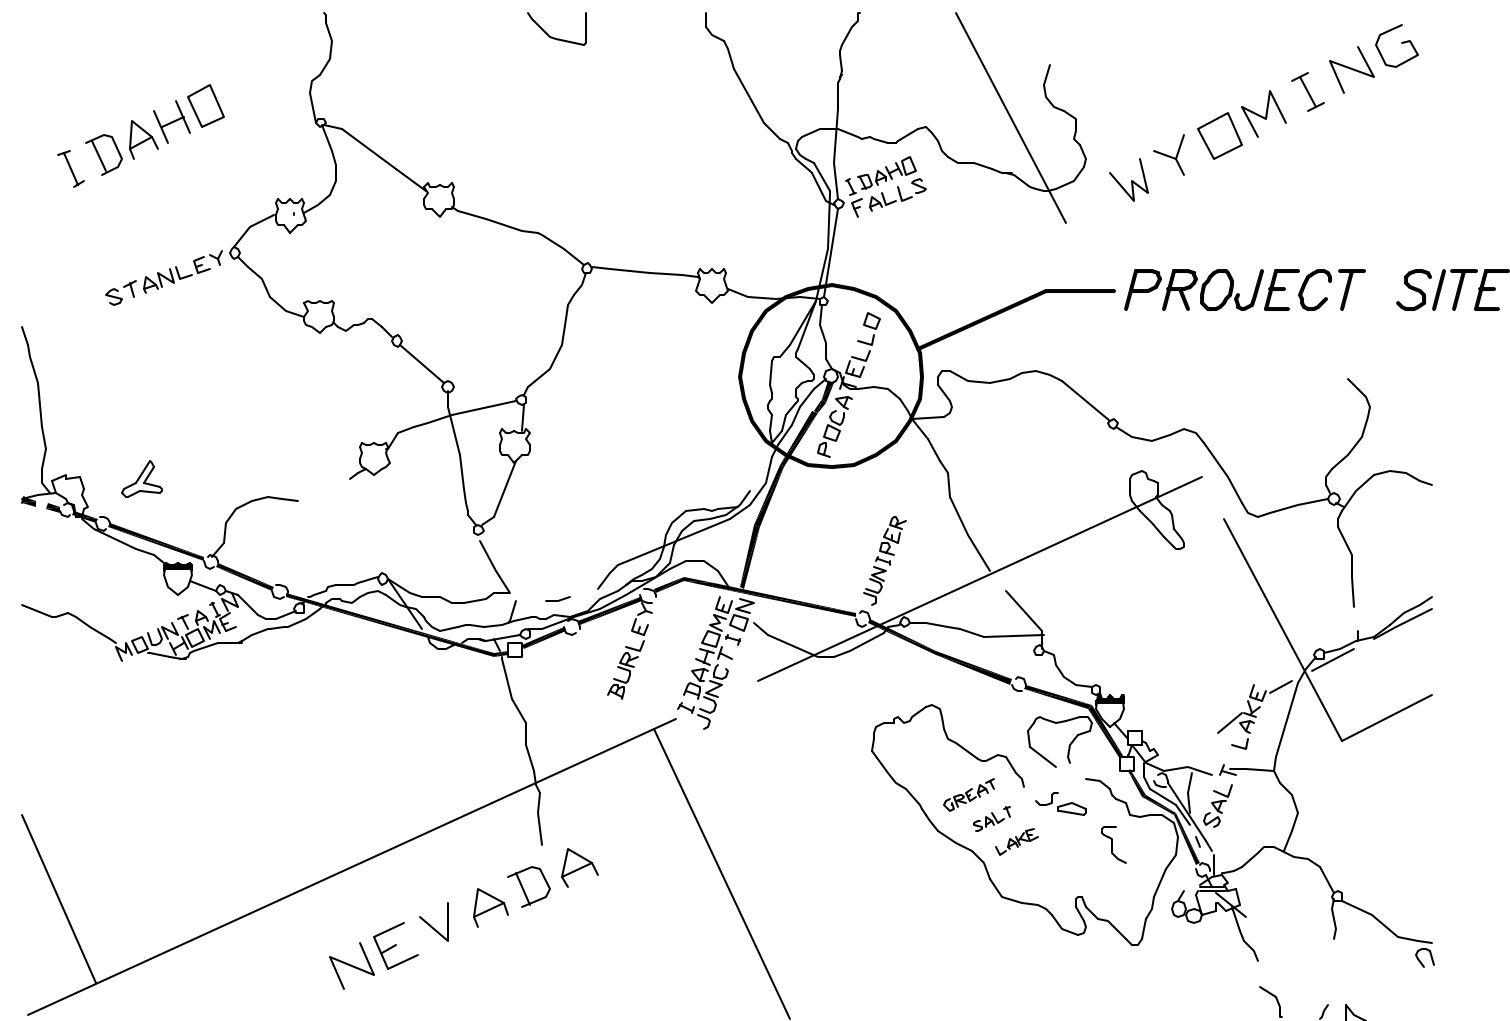 IDAHO
WYOMING
IDAHO
FALLS
STANLEY
PROJECT SITE
POCATELLO
MOUNTAIN
HOME
BURLEY
IDAHOME
JUNCTION
JUNIPER
SALT LAKE
GREAT
SALT
LAKE
NEVADA